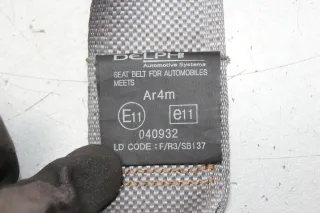 DELPHI
Automotive Systems
SEAT BELT FOR AUTOMOBILES
MEETS
Ar4m
E11 e11
040932
LD CODE : F/R3/SB137